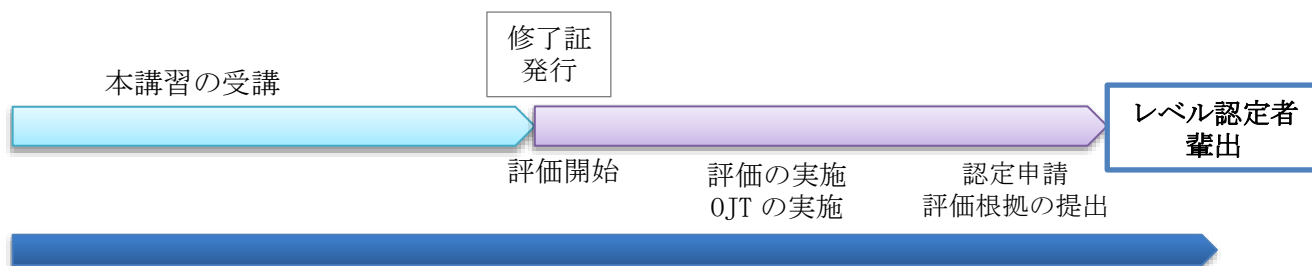 修了証
発行
本講習の受講
レベル認定者
輩出
評価開始
評価の実施
OJT の実施
認定申請
評価根拠の提出